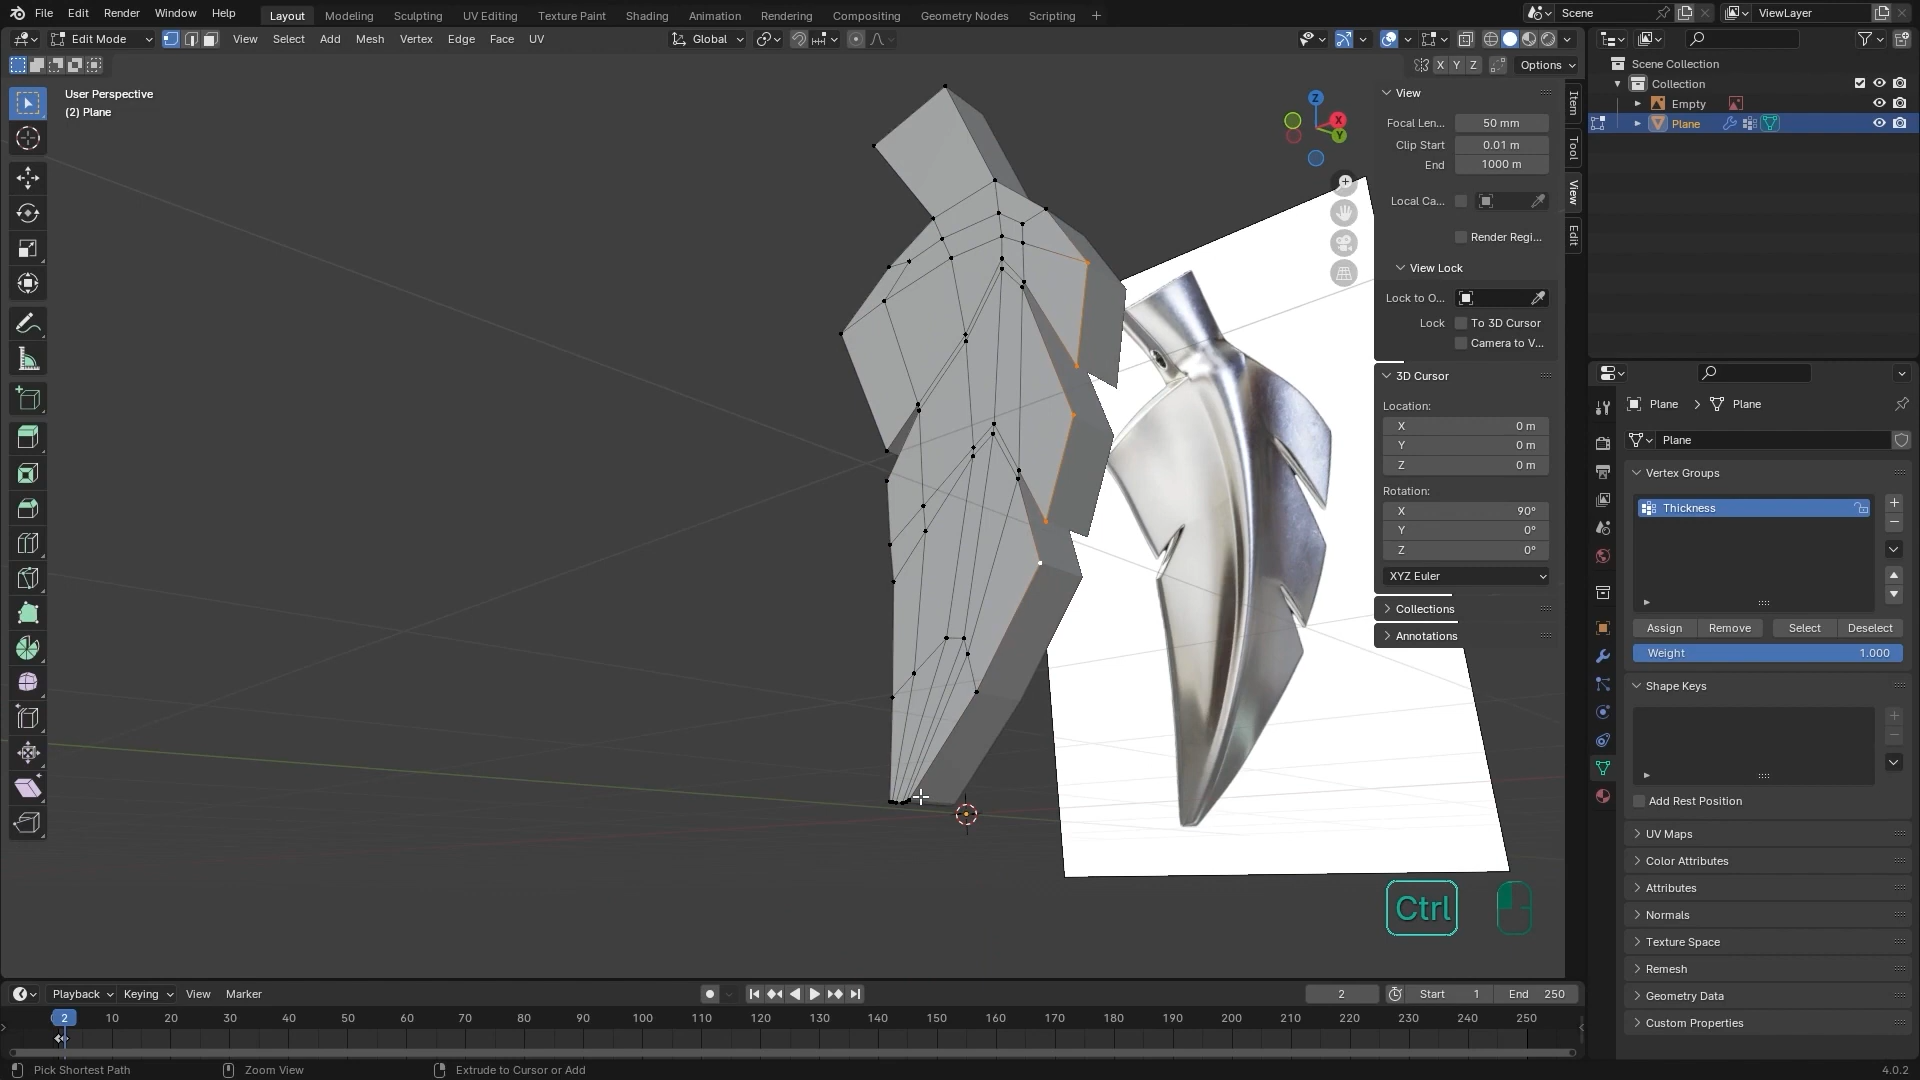 File Edit Render Window Help
Layout Modeling Sculpting UV Editing Texture Paint Shading Animation Rendering Compositing Geometry Nodes Scripting +
Scene
ViewLayer
Edit Mode View Select Add Mesh Vertex Edge Face UV
Global
X Y Z Options
User Perspective
(2) Plane
Z
X
Y
View
Focal Len... 50 mm
Clip Start 0.01 m
End 1000 m
Local Ca...
Render Regi...
View Lock
Lock to O...
Lock To 3D Cursor
Camera to V...
3D Cursor
Location:
X 0 m
Y 0 m
Z 0 m
Rotation:
X 90°
Y 0°
Z 0°
XYZ Euler
Collections
Annotations
Item
Tool
View
Edit
Scene Collection
Collection
Empty
Plane
Plane > Plane
Plane
Vertex Groups
Thickness
Assign Remove Select Deselect
Weight 1.000
Shape Keys
Add Rest Position
UV Maps
Color Attributes
Attributes
Normals
Texture Space
Remesh
Geometry Data
Custom Properties
Ctrl
Playback Keying View Marker
2 Start 1 End 250
2 10 20 30 40 50 60 70 80 90 100 110 120 130 140 150 160 170 180 190 200 210 220 230 240 250
Pick Shortest Path Zoom View Extrude to Cursor or Add
4.0.2